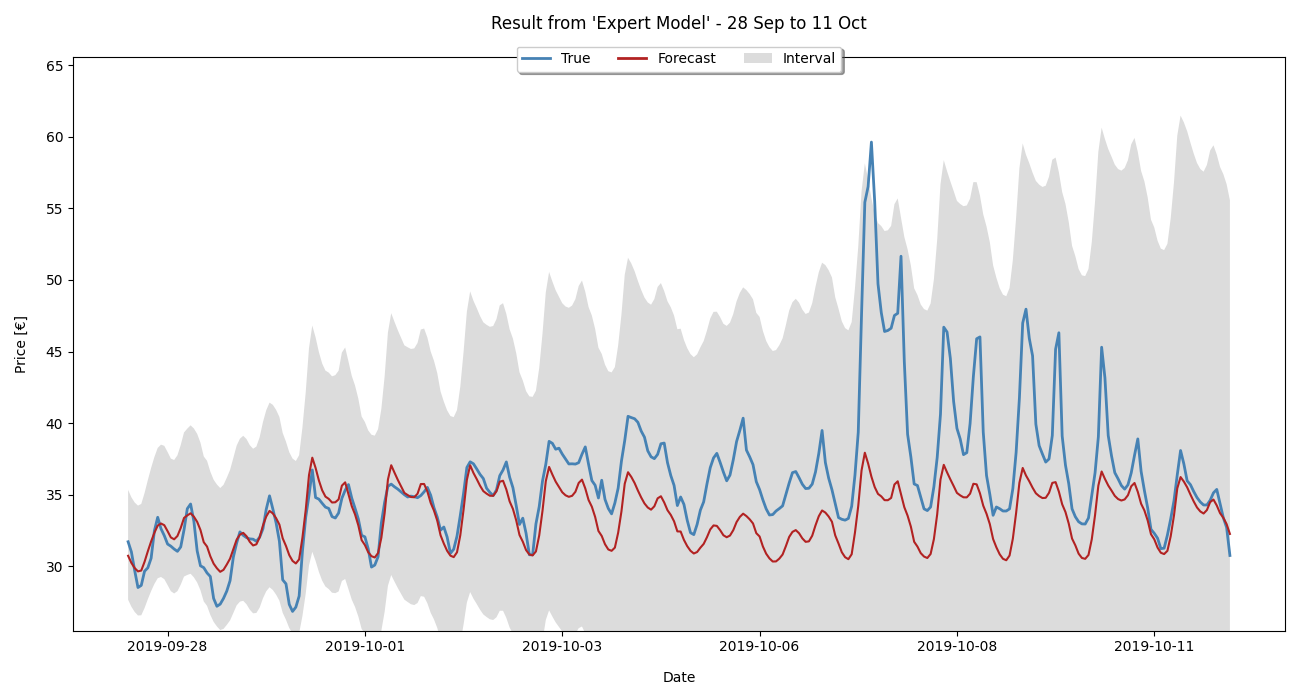 Result from 'Expert Model' - 28 Sep to 11 Oct
True Forecast Interval
65
60
55
50
45
40
35
30
Price [€]
2019-09-28 2019-10-01 2019-10-03 2019-10-06 2019-10-08 2019-10-11
Date